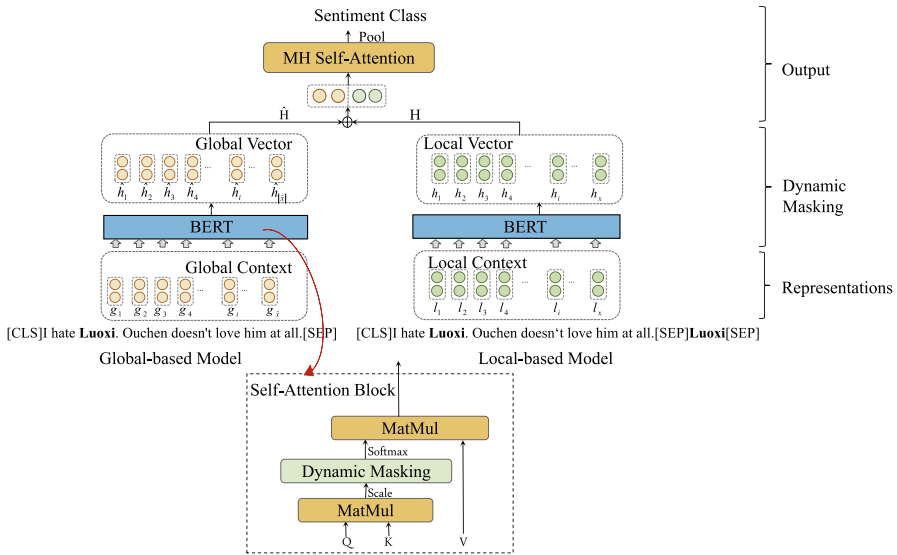 Sentiment Class
Pool
MH Self-Attention
Output
Ĥ
H
Global Vector
... ...
ĥ1 ĥ2 ĥ3 ĥ4 ĥi ĥ|x̂|
Local Vector
... ...
h1 h2 h3 h4 hi hx
Dynamic
Masking
BERT
BERT
Global Context
... ...
g1 g2 g3 g4 gi
Local Context
... ...
l1 l2 l3 l4 li lx
Representations
[CLS]I hate Luoxi. Ouchen doesn't love him at all.[SEP]
[CLS]I hate Luoxi. Ouchen doesn‘t love him at all.[SEP]Luoxi[SEP]
Global-based Model
Local-based Model
Self-Attention Block
MatMul
Softmax
Dynamic Masking
Scale
MatMul
Q K V